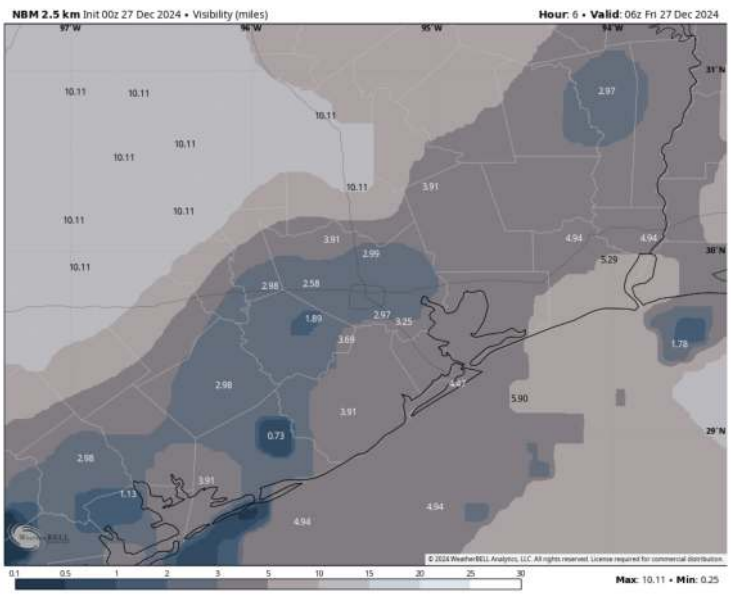 NBM 2.5 km Init 00z 27 Dec 2024 • Visibility (miles)
Hour: 6 • Valid: 06z Fri 27 Dec 2024
97°W 96°W 95°W 94°W
31°N
10.11 10.11 2.97
10.11
10.11
10.11
10.11 3.91
10.11
10.11
3.91 4.94 4.94
2.99 30°N
5.29
10.11
2.98 2.58
1.89 2.97 3.25
3.69 1.78
2.98 4.47
5.90
3.91
0.73 29°N
2.98
3.91
1.13
4.94
4.94
WeatherBELL
© 2024 WeatherBELL Analytics, LLC. All rights reserved. License required for commercial distribution.
0.1 0.5 1 2 3 5 10 15 20 25 30
Max: 10.11 • Min: 0.25